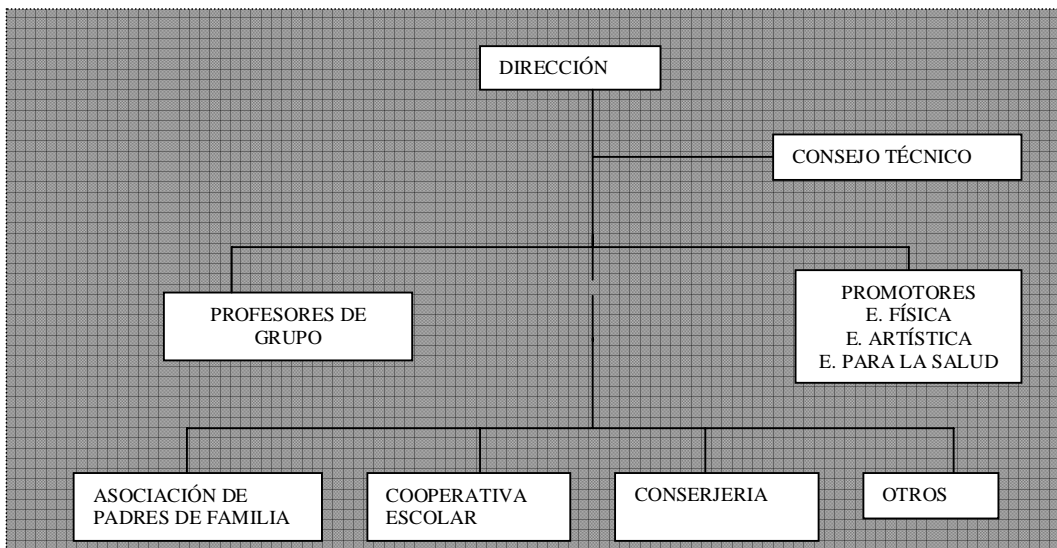 DIRECCIÓN
CONSEJO TÉCNICO
PROFESORES DE
GRUPO
PROMOTORES
E. FÍSICA
E. ARTÍSTICA
E. PARA LA SALUD
ASOCIACIÓN DE
PADRES DE FAMILIA
COOPERATIVA
ESCOLAR
CONSERJERIA
OTROS